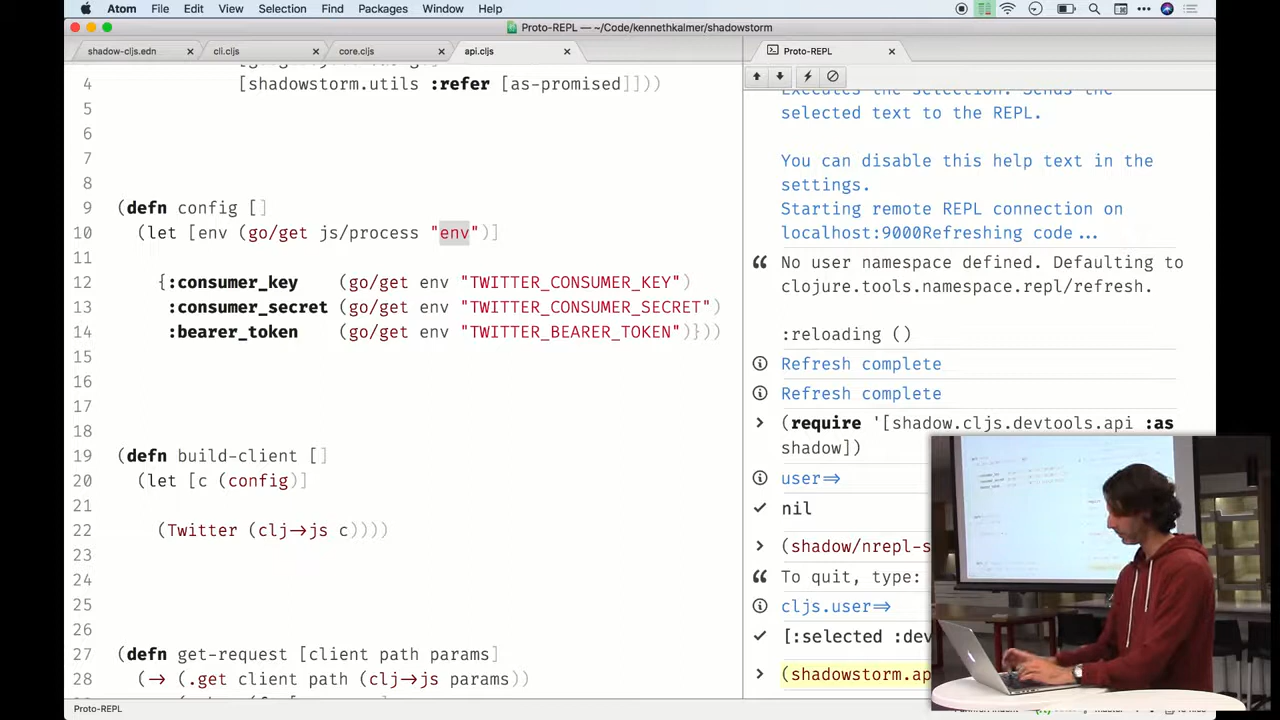 Atom File Edit View Selection Find Packages Window Help
Proto-REPL — ~/Code/kennethkalmer/shadowstorm
shadow-cljs.edn cli.cljs core.cljs api.cljs Proto-REPL
4 [shadowstorm.utils :refer [as-promised]]))
5
6
7
8
9 (defn config []
10 (let [env (go/get js/process "env")]
11
12 {:consumer_key (go/get env "TWITTER_CONSUMER_KEY")
13 :consumer_secret (go/get env "TWITTER_CONSUMER_SECRET")
14 :bearer_token (go/get env "TWITTER_BEARER_TOKEN")}))
15
16
17
18
19 (defn build-client []
20 (let [c (config)]
21
22 (Twitter (clj->js c))))
23
24
25
26
27 (defn get-request [client path params]
28 (-> (.get client path (clj->js params))
Executes the selection. Sends the
selected text to the REPL.
You can disable this help text in the
settings.
Starting remote REPL connection on
localhost:9000Refreshing code...
No user namespace defined. Defaulting to
clojure.tools.namespace.repl/refresh.
:reloading ()
Refresh complete
Refresh complete
(require '[shadow.cljs.devtools.api :as
shadow])
user=>
nil
(shadow/nrepl-s
To quit, type:
cljs.user=>
[:selected :dev
(shadowstorm.ap
Proto-REPL